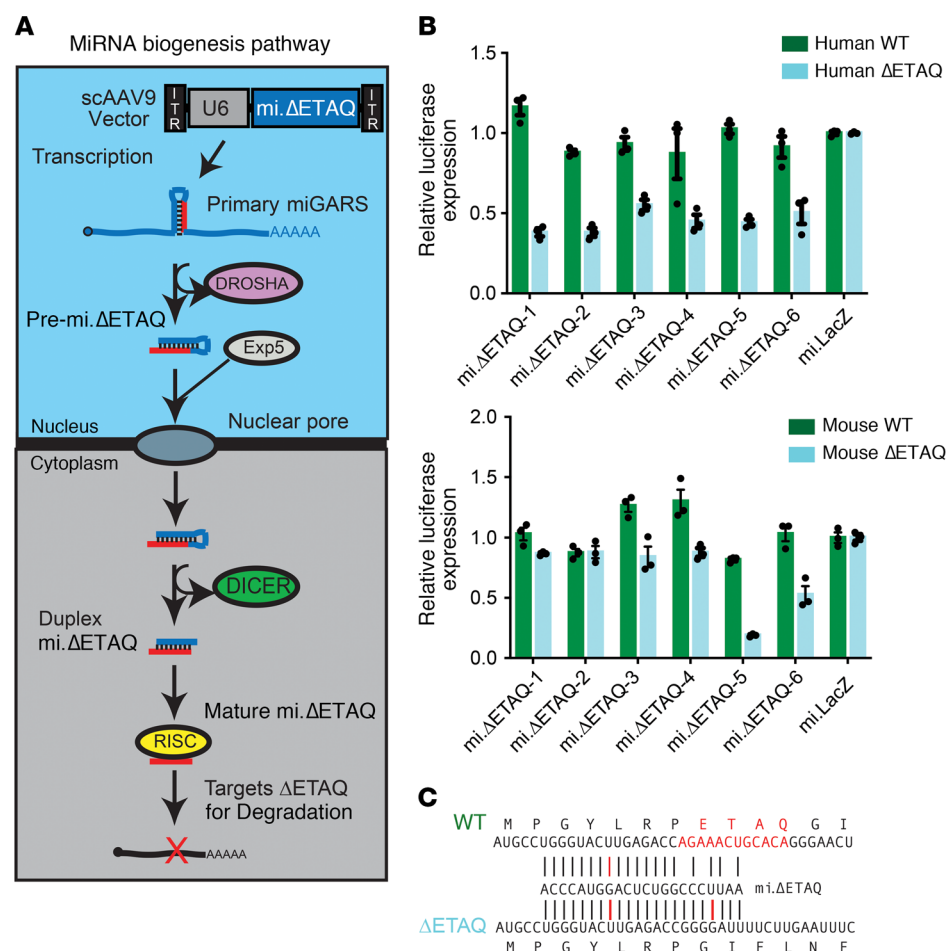 A
MiRNA biogenesis pathway
scAAV9
Vector
ITR
U6
mi.ΔETAQ
ITR
Transcription
Primary miGARS
AAAAA
DROSHA
Pre-mi.ΔETAQ
Exp5
Nuclear pore
Nucleus
Cytoplasm
DICER
Duplex
mi.ΔETAQ
Mature mi.ΔETAQ
RISC
Targets ΔETAQ
for Degradation
AAAAA
B
Human WT
Human ΔETAQ
Relative luciferase
expression
1.5
1.0
0.5
0.0
mi.ΔETAQ-1
mi.ΔETAQ-2
mi.ΔETAQ-3
mi.ΔETAQ-4
mi.ΔETAQ-5
mi.ΔETAQ-6
mi.LacZ
Mouse WT
Mouse ΔETAQ
Relative luciferase
expression
2.0
1.5
1.0
0.5
0.0
mi.ΔETAQ-1
mi.ΔETAQ-2
mi.ΔETAQ-3
mi.ΔETAQ-4
mi.ΔETAQ-5
mi.ΔETAQ-6
mi.LacZ
C
WT M P G Y L R P E T A Q G I
AUGCCUGGGUACUUGAGACCAGAAACUGCACAGGGAACU
ACCCAUGGACUCUGGCCCUUAA mi.ΔETAQ
ΔETAQ AUGCCUGGGUACUUGAGACCGGGGAUUUUCUUGAAUUUC
M P G Y L R P G I F L N F